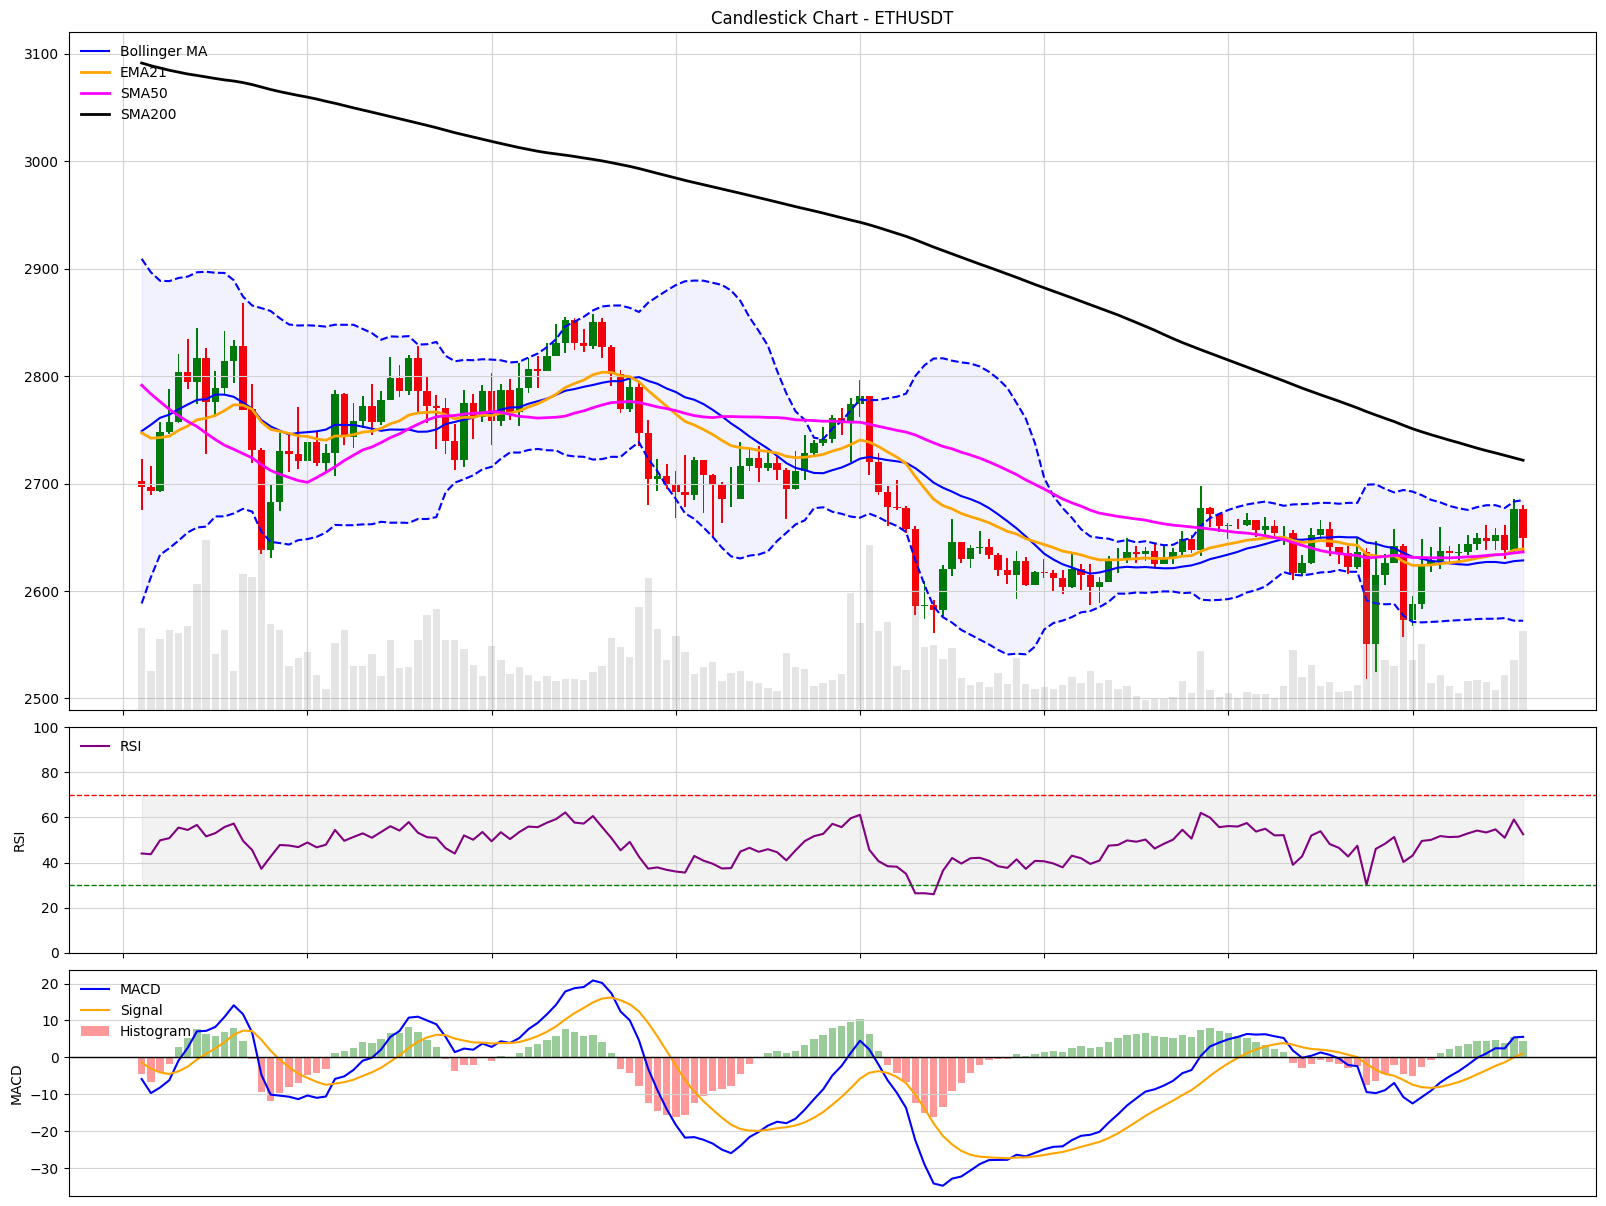 Candlestick Chart - ETHUSDT
Bollinger MA
EMA21
SMA50
SMA200
3100
3000
2900
2800
2700
2600
2500
RSI
100
80
60
40
20
0
RSI
MACD
Signal
Histogram
20
10
0
−10
−20
−30
MACD